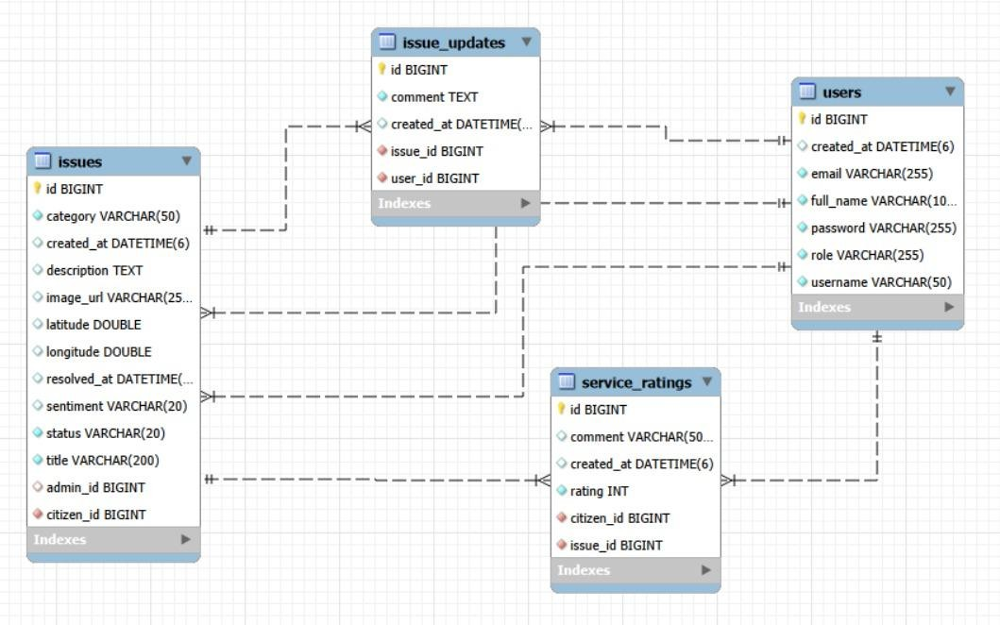 issue_updates
id BIGINT
comment TEXT
created_at DATETIME(...
issue_id BIGINT
user_id BIGINT
Indexes
users
id BIGINT
created_at DATETIME(6)
email VARCHAR(255)
full_name VARCHAR(10...
password VARCHAR(255)
role VARCHAR(255)
username VARCHAR(50)
Indexes
issues
id BIGINT
category VARCHAR(50)
created_at DATETIME(6)
description TEXT
image_url VARCHAR(25...
latitude DOUBLE
longitude DOUBLE
resolved_at DATETIME(...
sentiment VARCHAR(20)
status VARCHAR(20)
title VARCHAR(200)
admin_id BIGINT
citizen_id BIGINT
Indexes
service_ratings
id BIGINT
comment VARCHAR(50...
created_at DATETIME(6)
rating INT
citizen_id BIGINT
issue_id BIGINT
Indexes